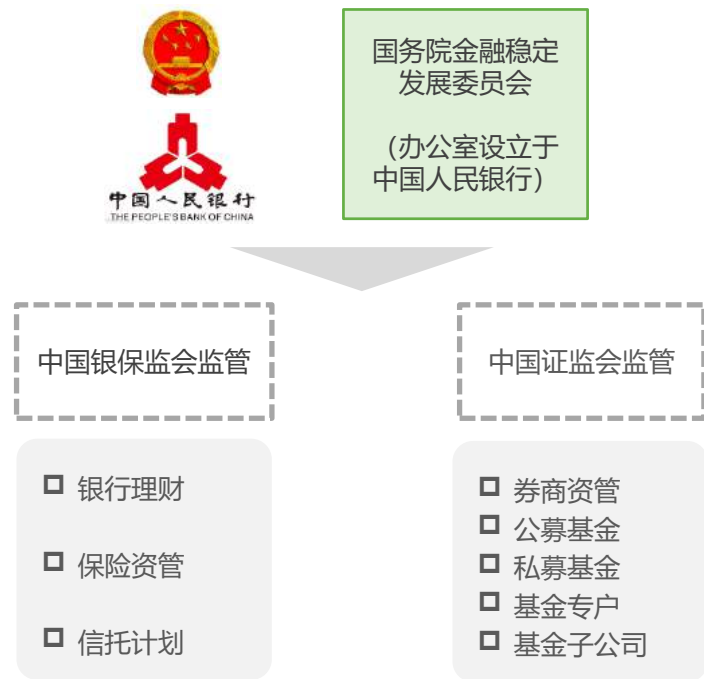 国务院金融稳定
发展委员会
（办公室设立于
中国人民银行）
中国人民银行
THE PEOPLE'S BANK OF CHINA
中国银保监会监管
中国证监会监管
银行理财
保险资管
信托计划
券商资管
公募基金
私募基金
基金专户
基金子公司